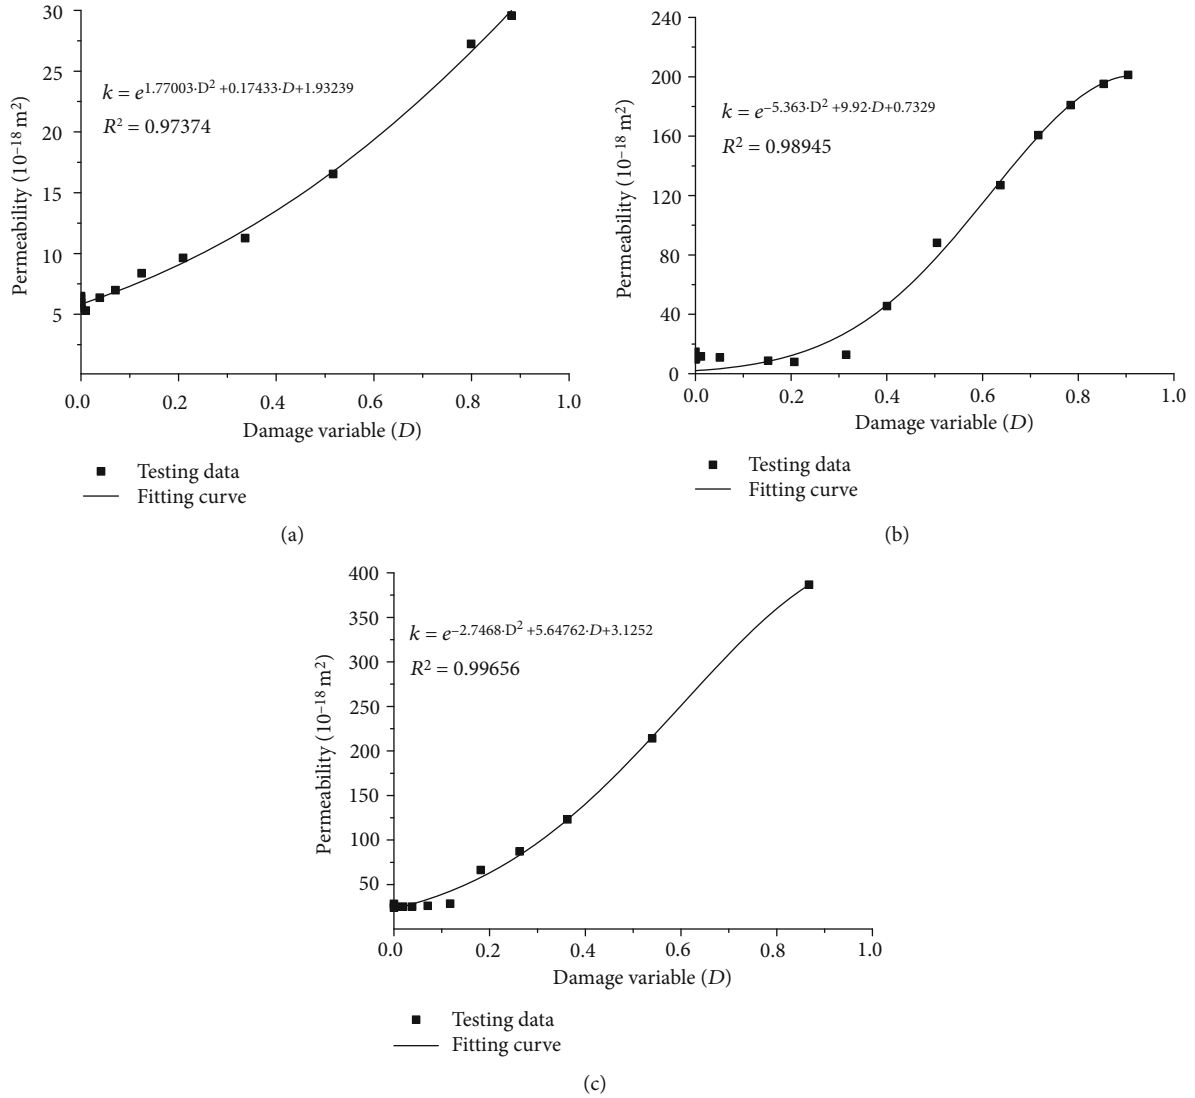 30
25
20
15
10
5
Permeability (10⁻¹⁸ m²)
k = e^1.77003·D² +0.17433·D+1.93239
R² = 0.97374
0.0 0.2 0.4 0.6 0.8 1.0
Damage variable (D)
Testing data
Fitting curve
(a)
240
200
160
120
80
40
0
Permeability (10⁻¹⁸ m²)
k = e^–5.363·D² +9.92·D+0.7329
R² = 0.98945
0.0 0.2 0.4 0.6 0.8 1.0
Damage variable (D)
Testing data
Fitting curve
(b)
400
350
300
250
200
150
100
50
Permeability (10⁻¹⁸ m²)
k = e^–2.7468·D² +5.64762·D+3.1252
R² = 0.99656
0.0 0.2 0.4 0.6 0.8 1.0
Damage variable (D)
Testing data
Fitting curve
(c)